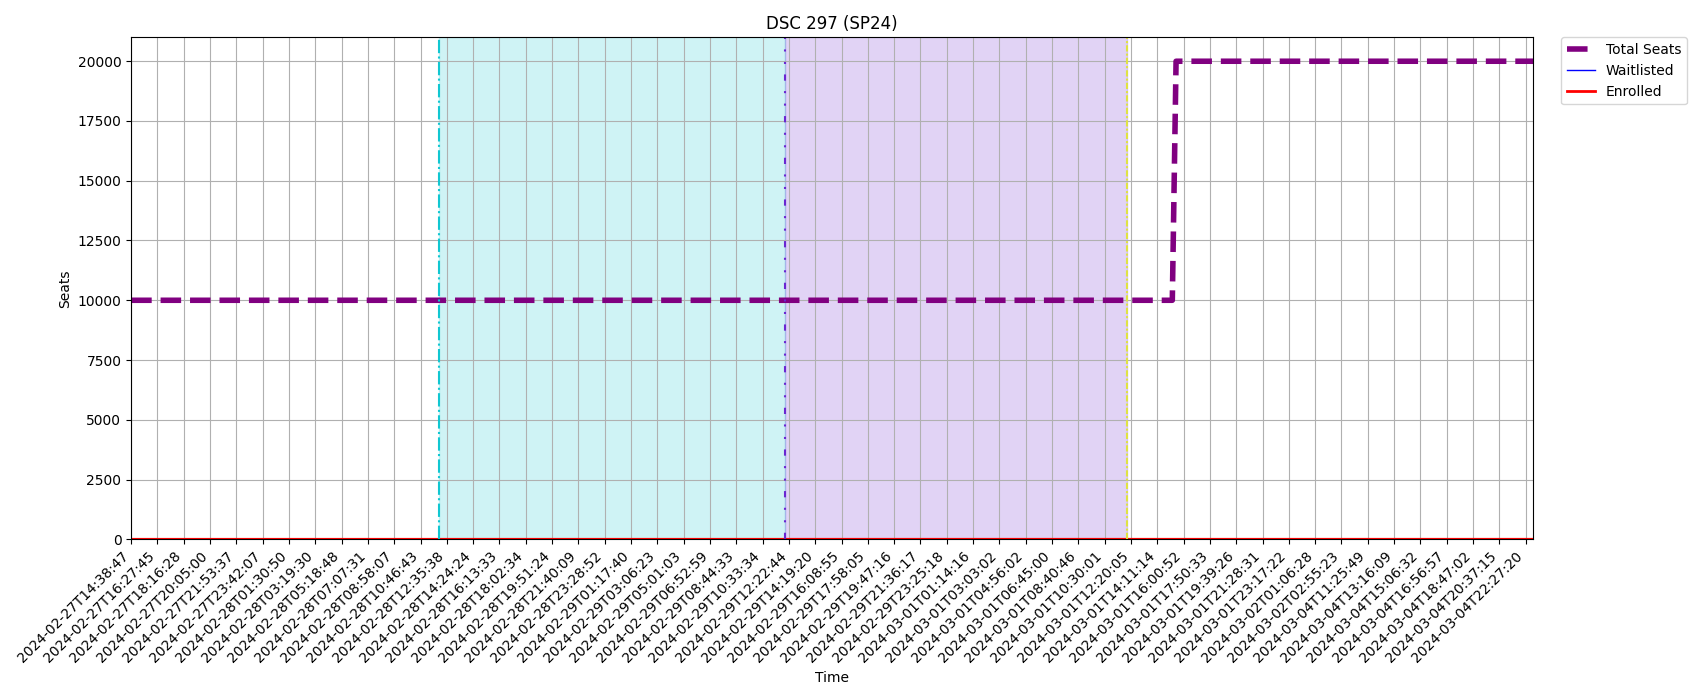 DSC 297 (SP24)
Total Seats
Waitlisted
Enrolled
20000
17500
15000
12500
10000
7500
5000
2500
0
Seats
2024-02-27T14:38:47
2024-02-27T16:27:45
2024-02-27T18:16:28
2024-02-27T20:05:00
2024-02-27T21:53:37
2024-02-27T23:42:07
2024-02-28T01:30:50
2024-02-28T03:19:30
2024-02-28T05:18:48
2024-02-28T07:07:31
2024-02-28T08:58:07
2024-02-28T10:46:43
2024-02-28T12:35:38
2024-02-28T14:24:24
2024-02-28T16:13:33
2024-02-28T18:02:34
2024-02-28T19:51:24
2024-02-28T21:40:09
2024-02-28T23:28:52
2024-02-29T01:17:40
2024-02-29T03:06:23
2024-02-29T05:01:03
2024-02-29T06:52:59
2024-02-29T08:44:33
2024-02-29T10:33:34
2024-02-29T12:22:44
2024-02-29T14:19:20
2024-02-29T16:08:55
2024-02-29T17:58:05
2024-02-29T19:47:16
2024-02-29T21:36:17
2024-02-29T23:25:18
2024-03-01T01:14:16
2024-03-01T03:03:02
2024-03-01T04:56:02
2024-03-01T06:45:00
2024-03-01T08:40:46
2024-03-01T10:30:01
2024-03-01T12:20:05
2024-03-01T14:11:14
2024-03-01T16:00:52
2024-03-01T17:50:33
2024-03-01T19:39:26
2024-03-01T21:28:31
2024-03-01T23:17:22
2024-03-02T01:06:28
2024-03-02T02:55:23
2024-03-04T11:25:49
2024-03-04T13:16:09
2024-03-04T15:06:32
2024-03-04T16:56:57
2024-03-04T18:47:02
2024-03-04T20:37:15
2024-03-04T22:27:20
Time